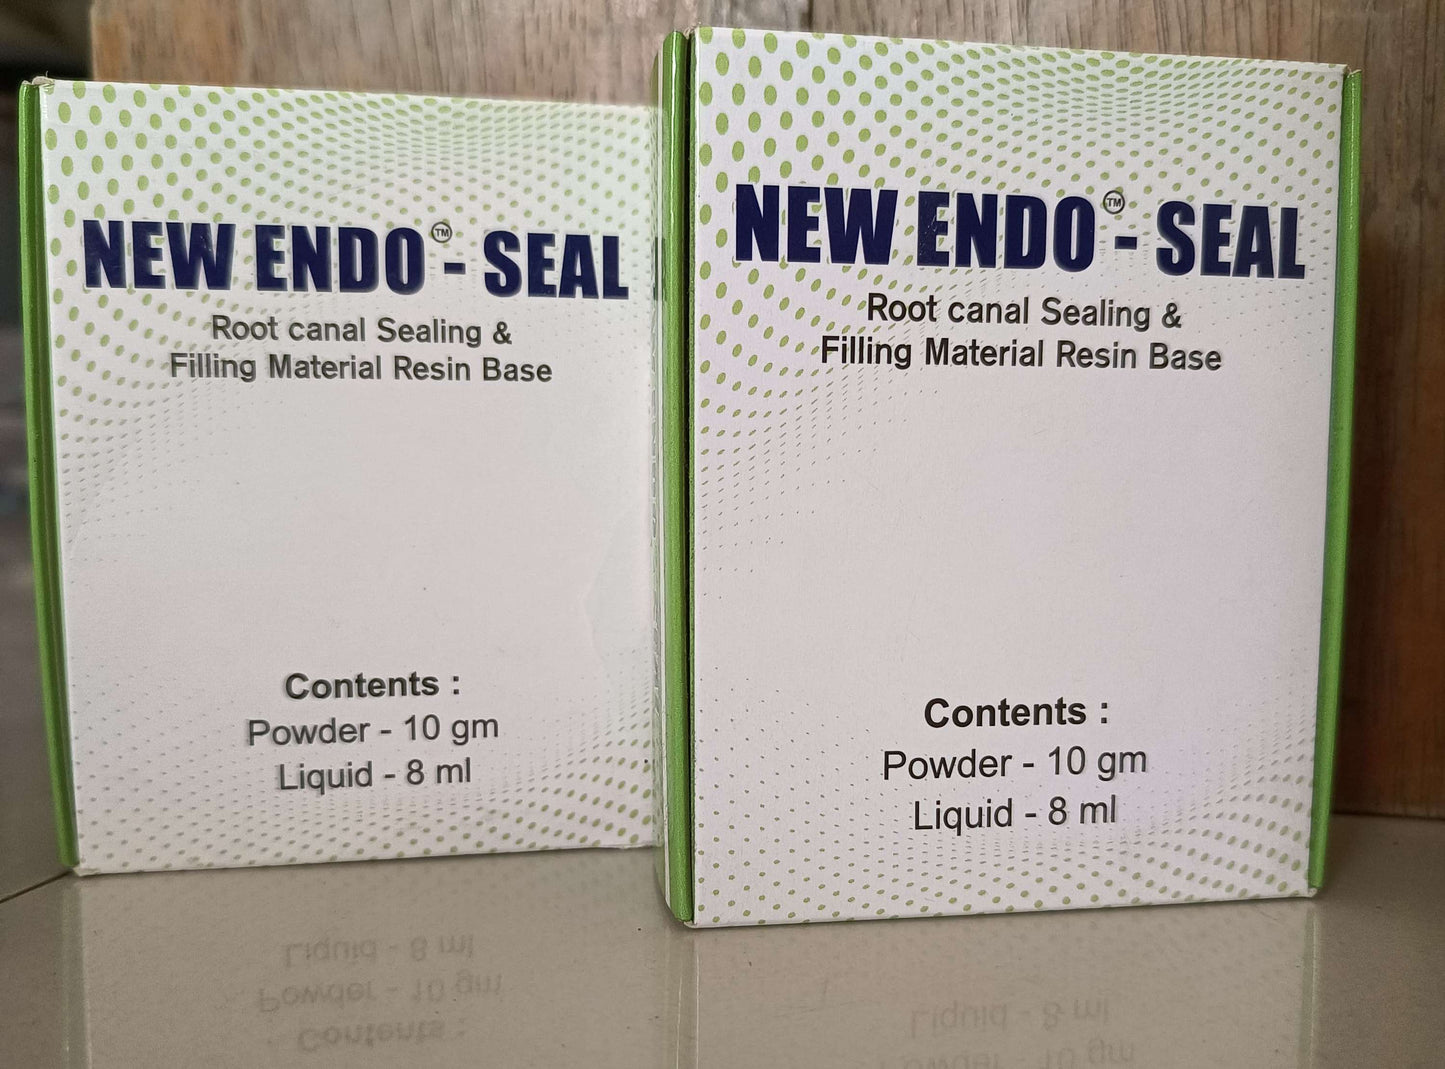 NEW ENDO™ - SEAL
Root canal Sealing &
Filling Material Resin Base
Contents :
Powder - 10 gm
Liquid - 8 ml
NEW ENDO™ - SEAL
Root canal Sealing &
Filling Material Resin Base
Contents :
Powder - 10 gm
Liquid - 8 ml